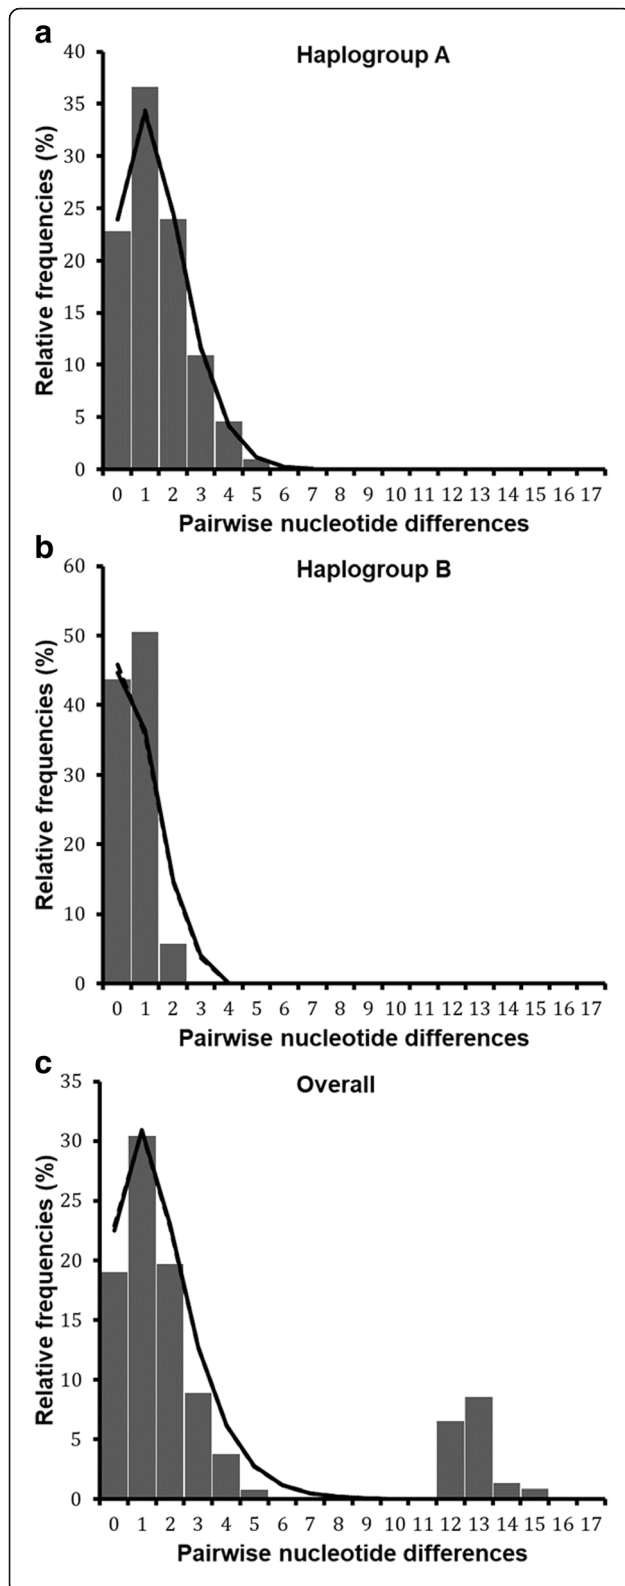 a
Haplogroup A
Relative frequencies (%)
40
35
30
25
20
15
10
5
0
0 1 2 3 4 5 6 7 8 9 10 11 12 13 14 15 16 17
Pairwise nucleotide differences
b
Haplogroup B
Relative frequencies (%)
60
50
40
30
20
10
0
0 1 2 3 4 5 6 7 8 9 10 11 12 13 14 15 16 17
Pairwise nucleotide differences
c
Overall
Relative frequencies (%)
35
30
25
20
15
10
5
0
0 1 2 3 4 5 6 7 8 9 10 11 12 13 14 15 16 17
Pairwise nucleotide differences